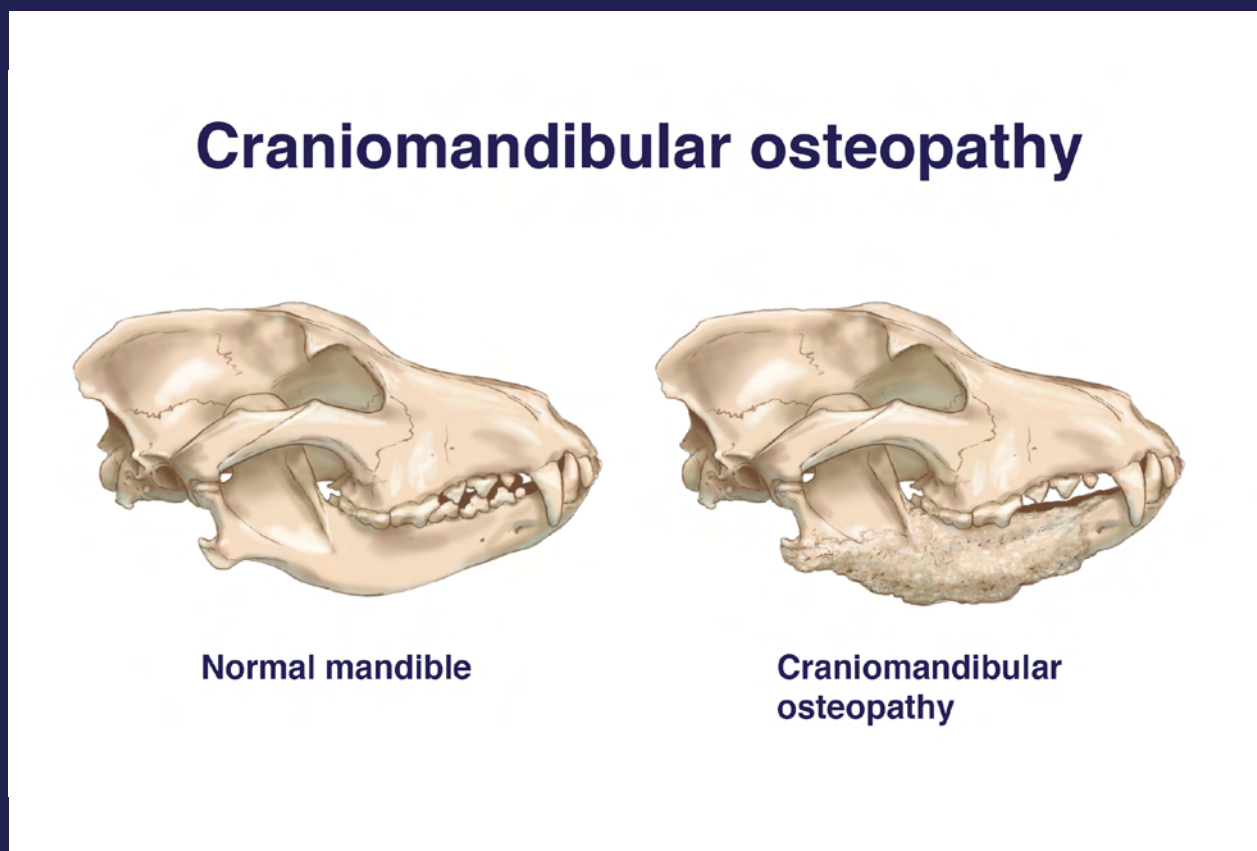 Craniomandibular osteopathy
Normal mandible
Craniomandibular
osteopathy